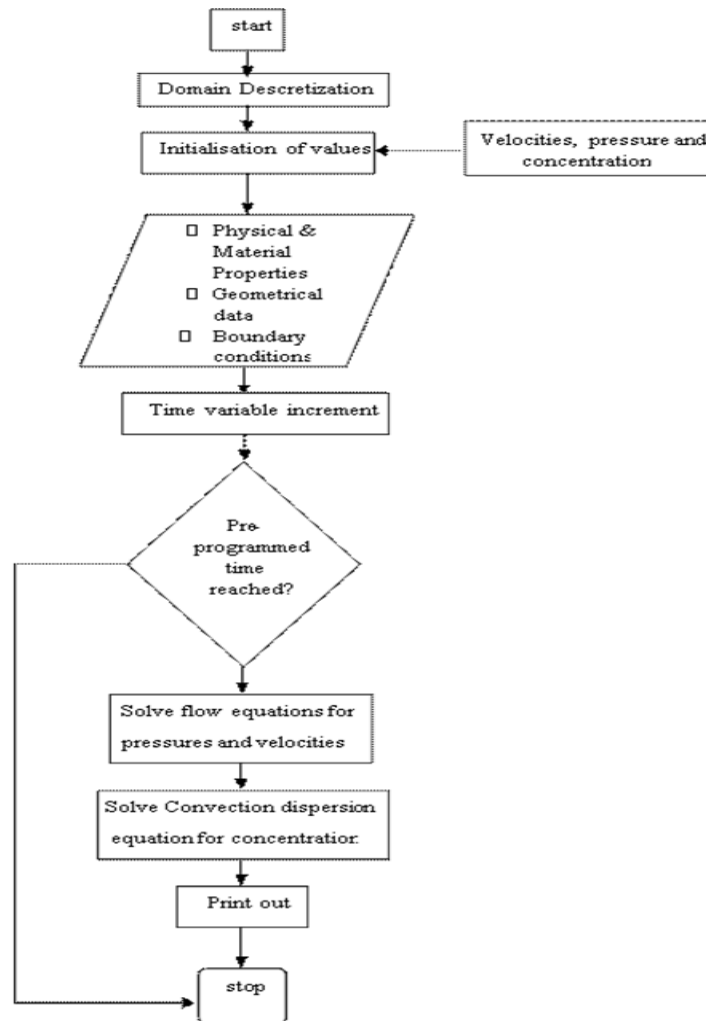 start
Domain Descretization
Initialisation of values
Velocities, pressure and
concentration
Physical &
Material
Properties
Geometrical
data
Boundary
conditions
Time variable increment
Pre-
programmed
time
reached?
Solve flow equations for
pressures and velocities
Solve Convection dispersion
equation for concentration.
Print out
stop